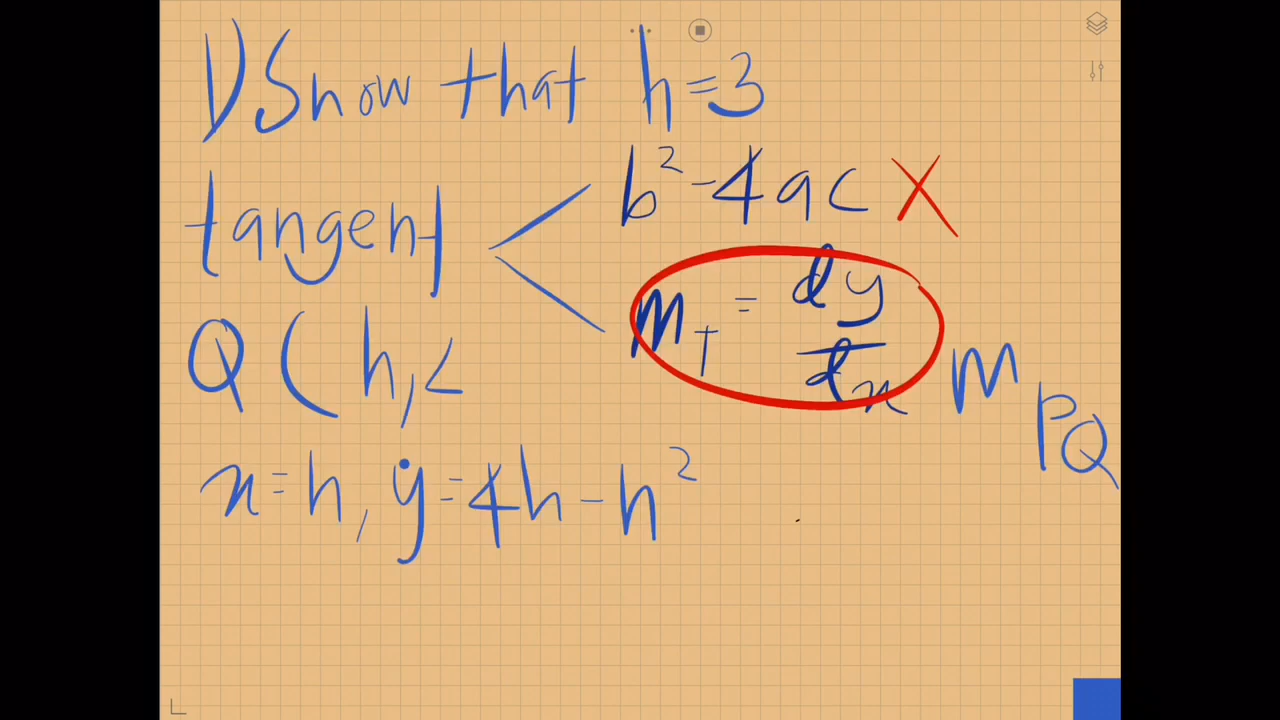 1) Show that h = 3
tangent < b² - 4ac X
m_T = dy/dx m_PQ
Q(h, <
x = h, y = 4h - h²